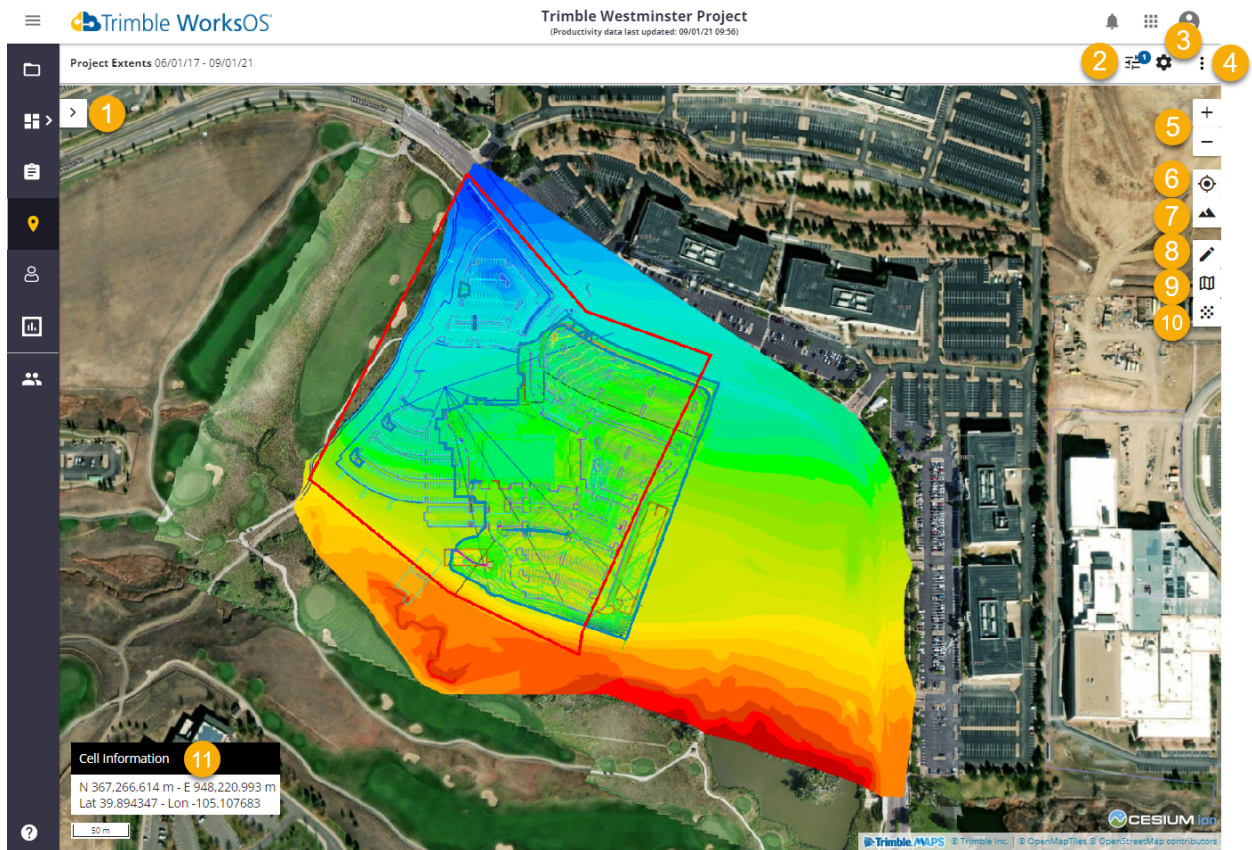 Trimble WorksOS
Trimble Westminster Project
(Productivity data last updated: 09/01/21 09:56)
Project Extents 06/01/17 - 09/01/21
1
2
1
3
4
5
6
7
8
9
10
Cell Information 11
N 367,266.614 m - E 948,220.993 m
Lat 39.894347 - Lon -105.107683
50 m
CESIUM ion
Trimble MAPS © Trimble Inc. | © OpenMapTiles © OpenStreetMap contributors